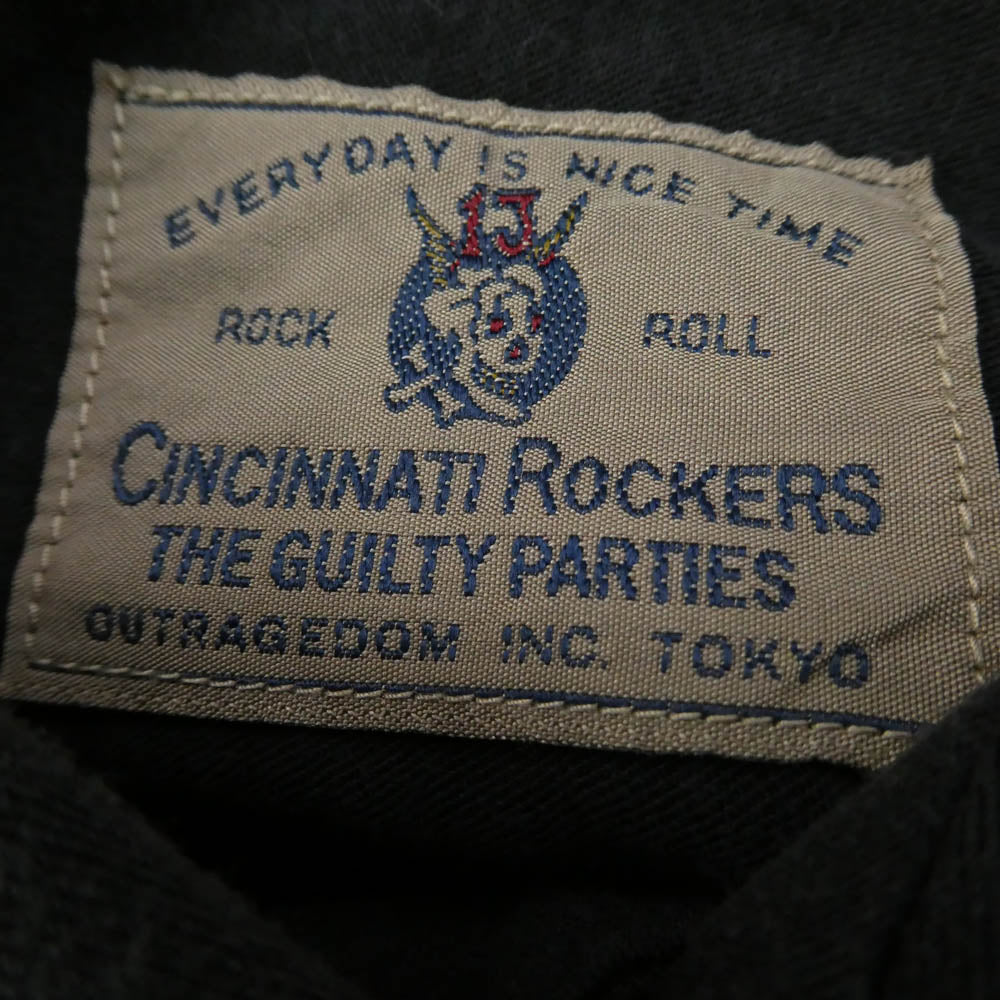 EVERYDAY IS NICE TIME
13
ROCK ROLL
CINCINNATI ROCKERS
THE GUILTY PARTIES
OUTRAGEDOM INC. TOKYO